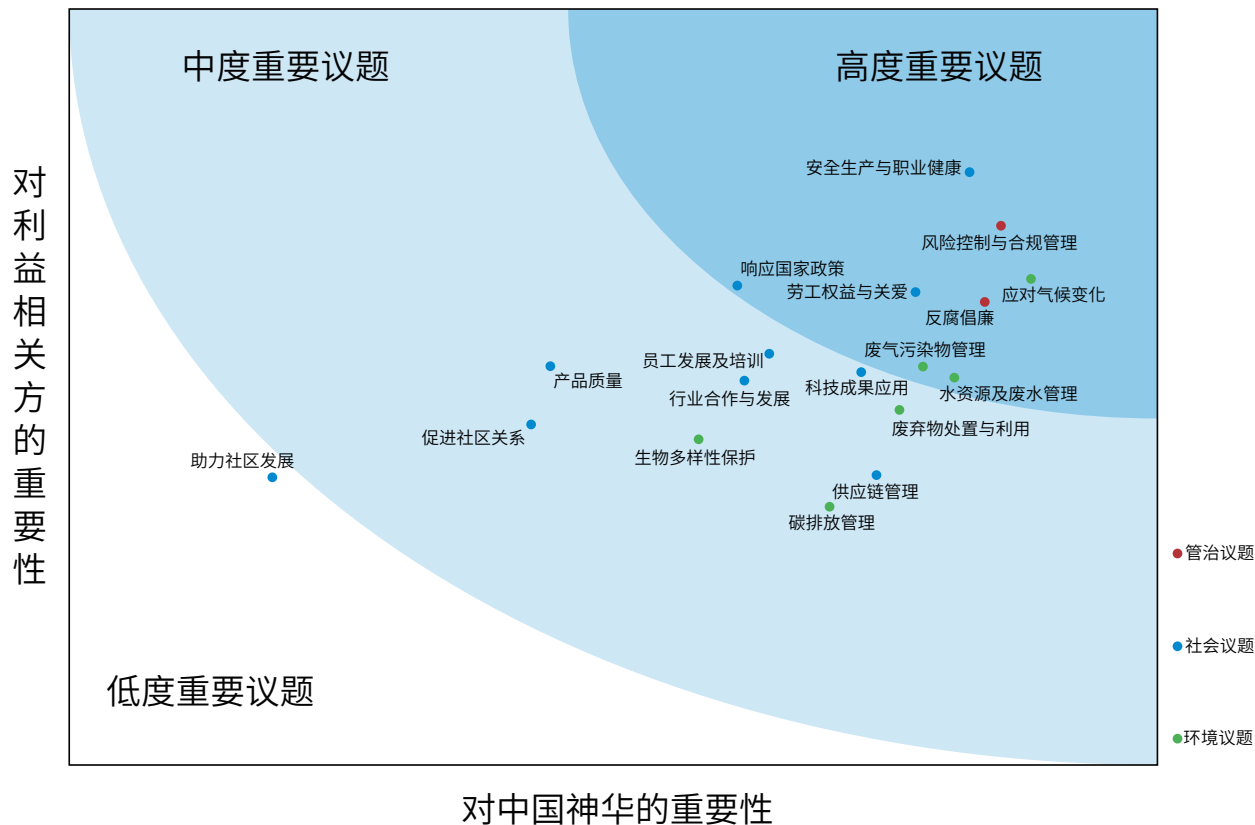 中度重要议题
高度重要议题
对利益相关方的重要性
安全生产与职业健康
风险控制与合规管理
响应国家政策
劳工权益与关爱
应对气候变化
反腐倡廉
废气污染物管理
员工发展及培训
产品质量
行业合作与发展
科技成果应用
水资源及废水管理
废弃物处置与利用
促进社区关系
生物多样性保护
助力社区发展
供应链管理
碳排放管理
管治议题
社会议题
低度重要议题
环境议题
对中国神华的重要性